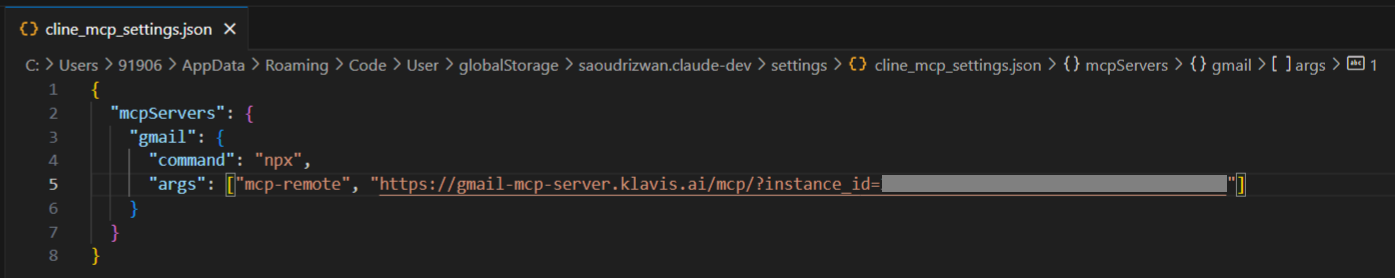 {} cline_mcp_settings.json ×
C: > Users > 91906 > AppData > Roaming > Code > User > globalStorage > saoudrizwan.claude-dev > settings > {} cline_mcp_settings.json > {} mcpServers > {} gmail > [ ] args > abc 1
1 {
2 "mcpServers": {
3 "gmail": {
4 "command": "npx",
5 "args": ["mcp-remote", "https://gmail-mcp-server.klavis.ai/mcp/?instance_id="]
6 }
7 }
8 }